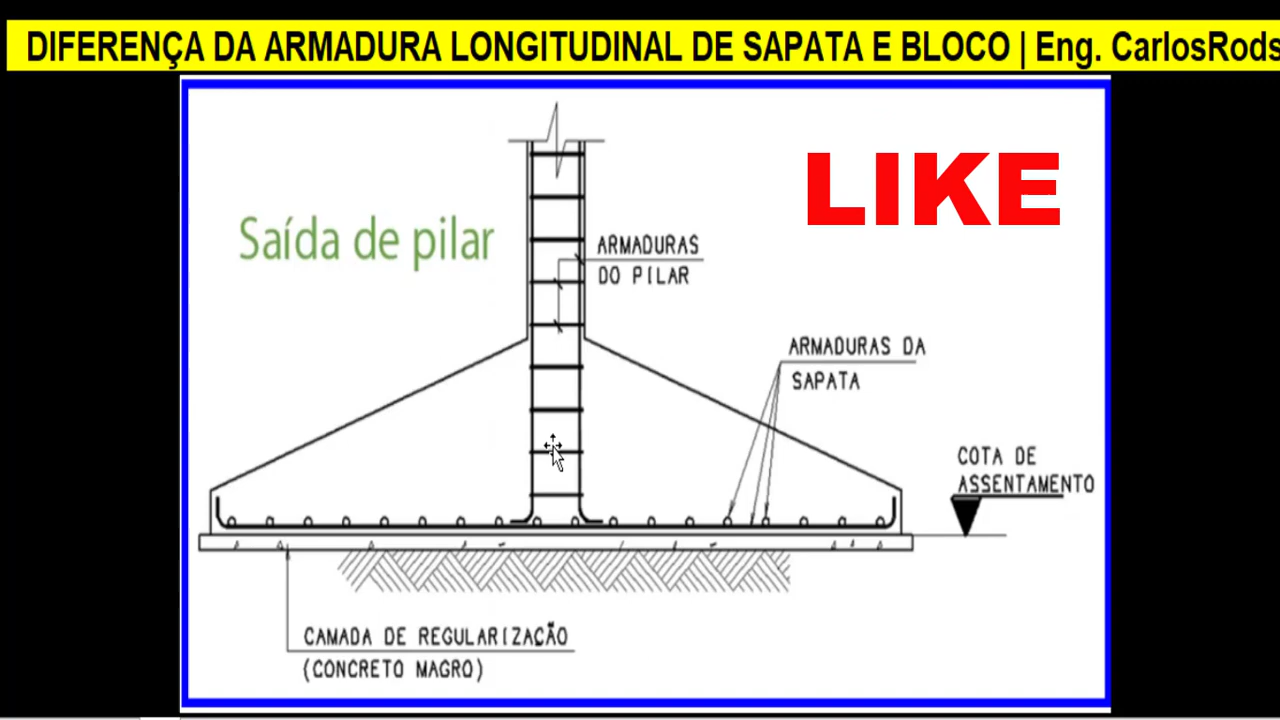 DIFERENÇA DA ARMADURA LONGITUDINAL DE SAPATA E BLOCO | Eng. CarlosRods
LIKE
Saída de pilar
ARMADURAS
DO PILAR
ARMADURAS DA
SAPATA
COTA DE
ASSENTAMENTO
CAMADA DE REGULARIZAÇÃO
(CONCRETO MAGRO)